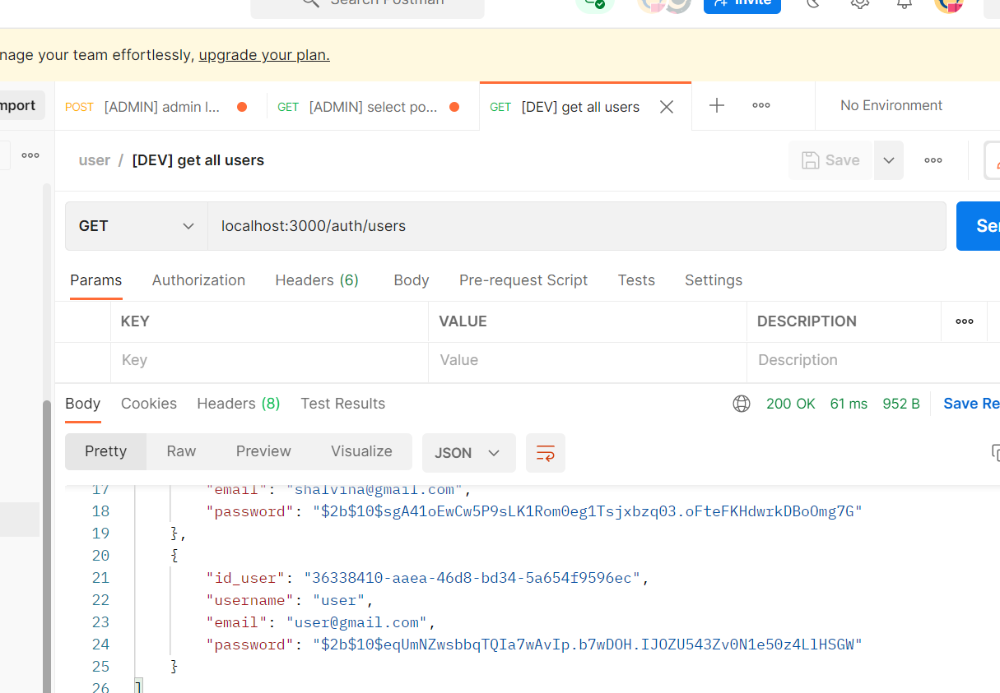 Search Postman
Invite
nage your team effortlessly, upgrade your plan.
mport
POST [ADMIN] admin l...
GET [ADMIN] select po...
GET [DEV] get all users
No Environment
user / [DEV] get all users
Save
GET
localhost:3000/auth/users
Se
Params Authorization Headers (6) Body Pre-request Script Tests Settings
KEY VALUE DESCRIPTION
Key Value Description
Body Cookies Headers (8) Test Results 200 OK 61 ms 952 B Save Re
Pretty Raw Preview Visualize JSON
17 "email": "shalvina@gmail.com",
18 "password": "$2b$10$sgA41oEwCw5P9sLK1Rom0eg1Tsjxbzq03.oFteFKHdwrkDBoOmg7G"
19 },
20 {
21 "id_user": "36338410-aaea-46d8-bd34-5a654f9596ec",
22 "username": "user",
23 "email": "user@gmail.com",
24 "password": "$2b$10$eqUmNZwsbbqTQIa7wAvIp.b7wDOH.IJOZU543Zv0N1e50z4LlHSGW"
25 }
26 ]